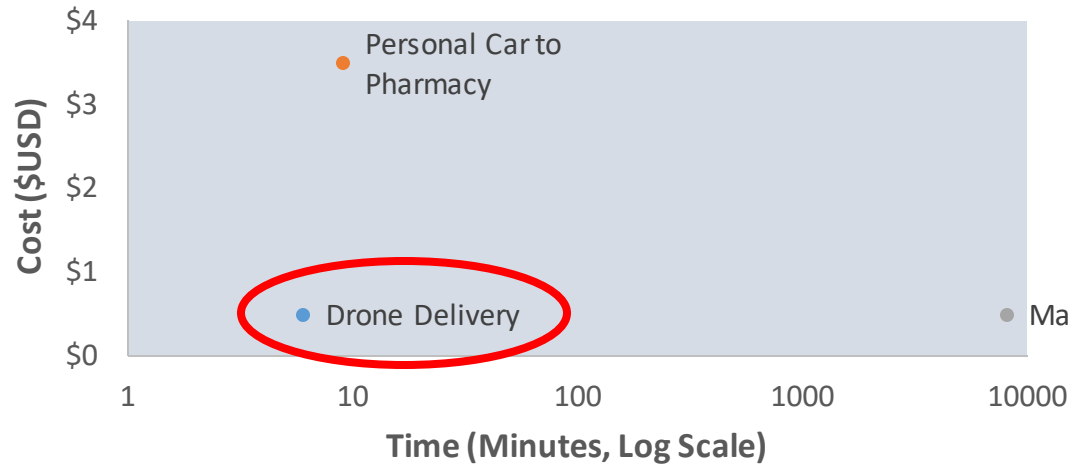 $4
$3
$2
$1
$0
Cost ($USD)
Personal Car to
Pharmacy
Drone Delivery
Ma
1 10 100 1000 10000
Time (Minutes, Log Scale)